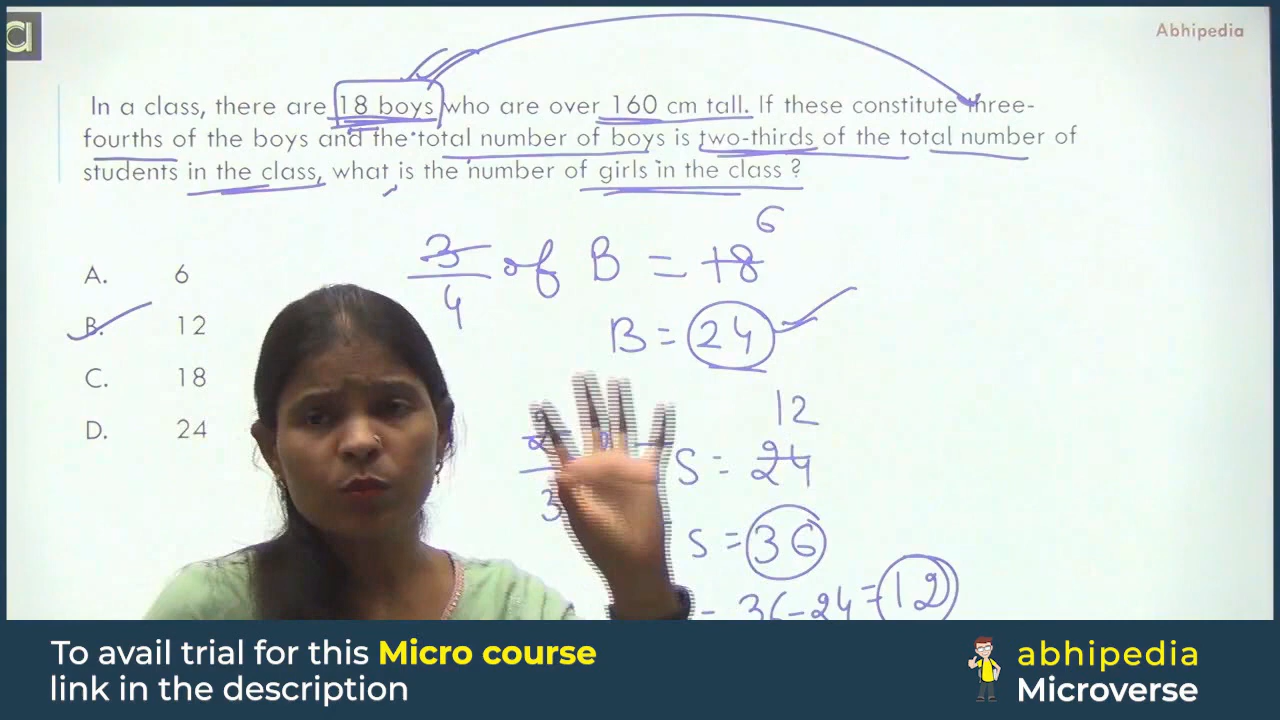 a
Abhipedia
In a class, there are 18 boys who are over 160 cm tall. If these constitute three-
fourths of the boys and the total number of boys is two-thirds of the total number of
students in the class, what is the number of girls in the class ?
6
3/4 of B = 18
A. 6
B. 12
B = 24
C. 18
12
D. 24
2/3 S = 24
S = 36
- 36 - 24 = 12
To avail trial for this Micro course
link in the description
abhipedia
Microverse